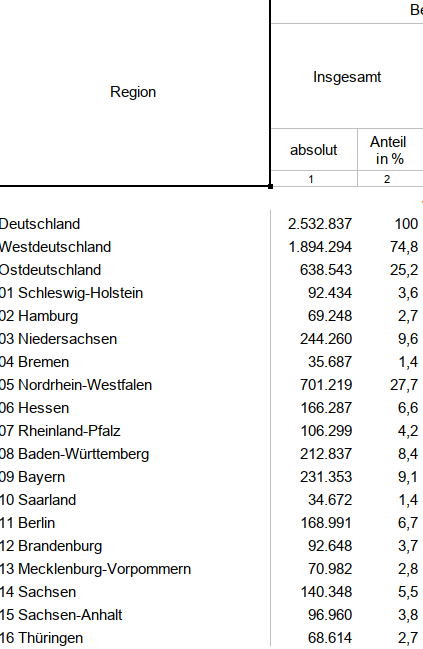 Be
Insgesamt
Region
absolut Anteil
in %
1 2
Deutschland 2.532.837 100
Westdeutschland 1.894.294 74,8
Ostdeutschland 638.543 25,2
01 Schleswig-Holstein 92.434 3,6
02 Hamburg 69.248 2,7
03 Niedersachsen 244.260 9,6
04 Bremen 35.687 1,4
05 Nordrhein-Westfalen 701.219 27,7
06 Hessen 166.287 6,6
07 Rheinland-Pfalz 106.299 4,2
08 Baden-Württemberg 212.837 8,4
09 Bayern 231.353 9,1
10 Saarland 34.672 1,4
11 Berlin 168.991 6,7
12 Brandenburg 92.648 3,7
13 Mecklenburg-Vorpommern 70.982 2,8
14 Sachsen 140.348 5,5
15 Sachsen-Anhalt 96.960 3,8
16 Thüringen 68.614 2,7